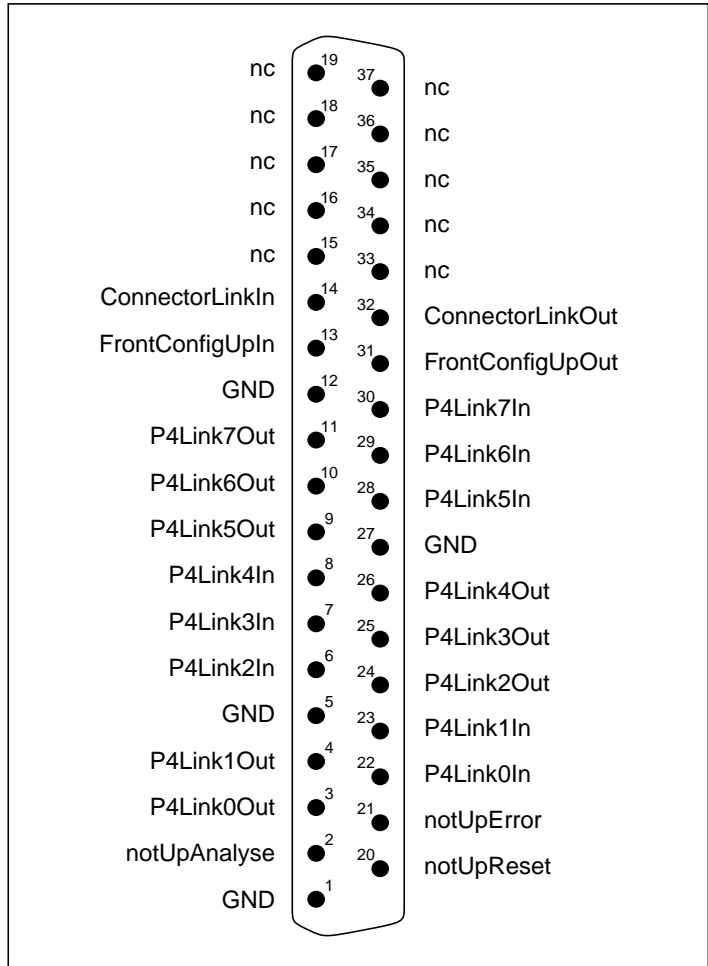 nc 19 37 nc
nc 18 36 nc
nc 17 35 nc
nc 16 34 nc
nc 15 33 nc
ConnectorLinkIn 14 32 ConnectorLinkOut
FrontConfigUpIn 13 31 FrontConfigUpOut
GND 12 30 P4Link7In
P4Link7Out 11 29 P4Link6In
P4Link6Out 10 28 P4Link5In
P4Link5Out 9 27 GND
P4Link4In 8 26 P4Link4Out
P4Link3In 7 25 P4Link3Out
P4Link2In 6 24 P4Link2Out
GND 5 23 P4Link1In
P4Link1Out 4 22 P4Link0In
P4Link0Out 3 21 notUpError
notUpAnalyse 2 20 notUpReset
GND 1